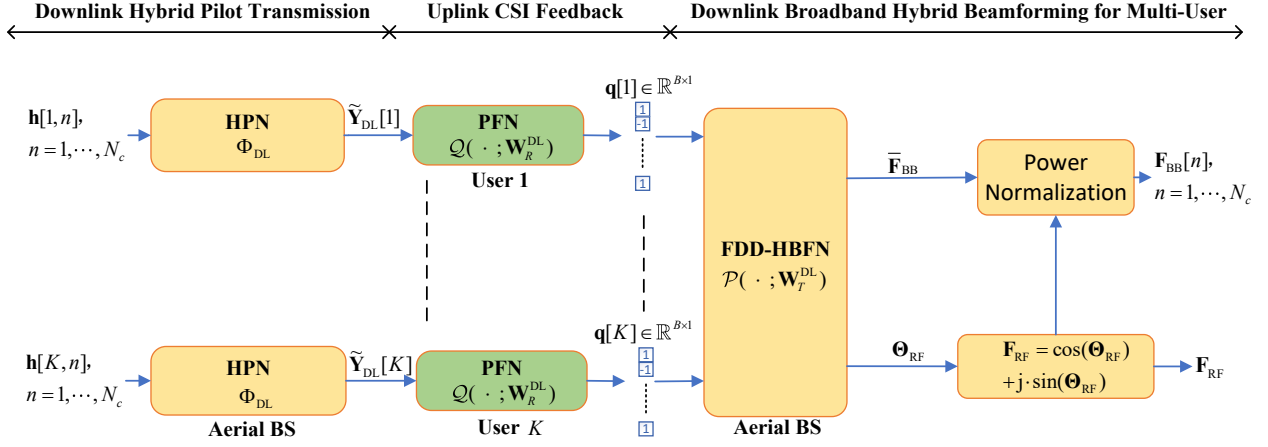 Downlink Hybrid Pilot Transmission
Uplink CSI Feedback
Downlink Broadband Hybrid Beamforming for Multi-User
h[1,n],
n = 1,⋯,N_c
HPN
Φ_DL
Ỹ_DL[1]
PFN
𝒬( · ;W_R^DL)
User 1
q[1]∈ℝ^{B×1}
1
-1
1
FDD-HBFN
𝒫( · ;W_T^DL)
F̅_BB
Power
Normalization
F_BB[n],
n = 1,⋯,N_c
h[K,n],
n = 1,⋯,N_c
HPN
Φ_DL
Aerial BS
Ỹ_DL[K]
PFN
𝒬( · ;W_R^DL)
User K
q[K]∈ℝ^{B×1}
1
-1
1
Aerial BS
Θ_RF
F_RF = cos(Θ_RF)
+j·sin(Θ_RF)
F_RF